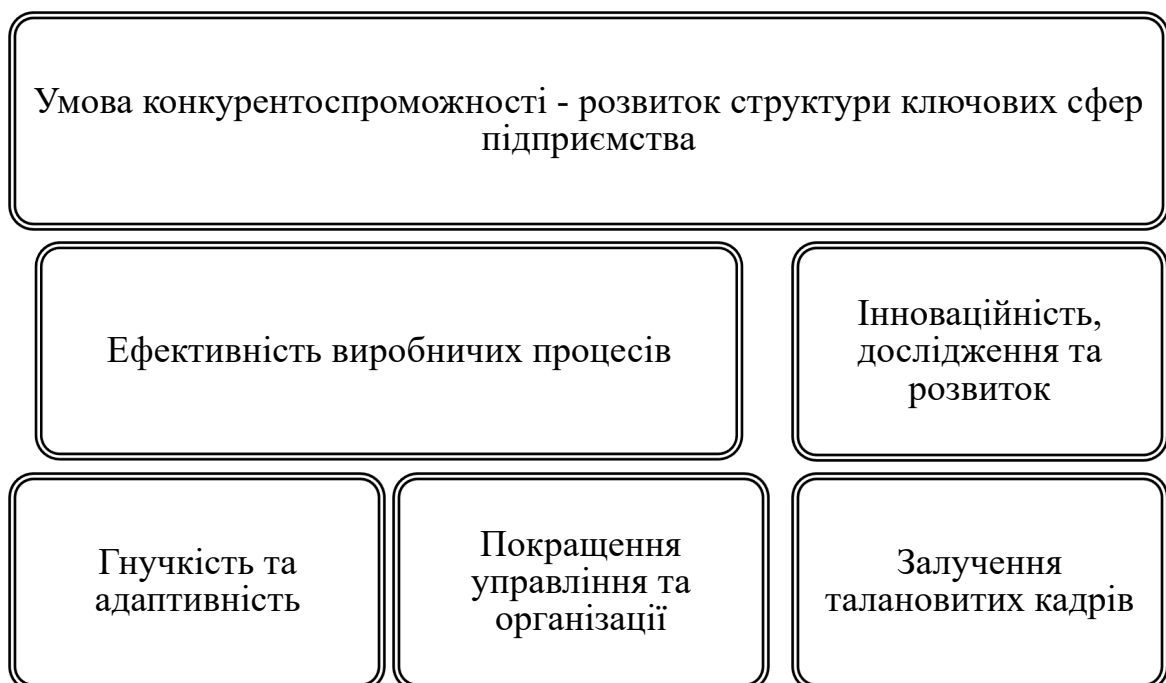 Умова конкурентоспроможності - розвиток структури ключових сфер
підприємства
Ефективність виробничих процесів
Інноваційність,
дослідження та
розвиток
Гнучкість та
адаптивність
Покращення
управління та
організації
Залучення
талановитих кадрів